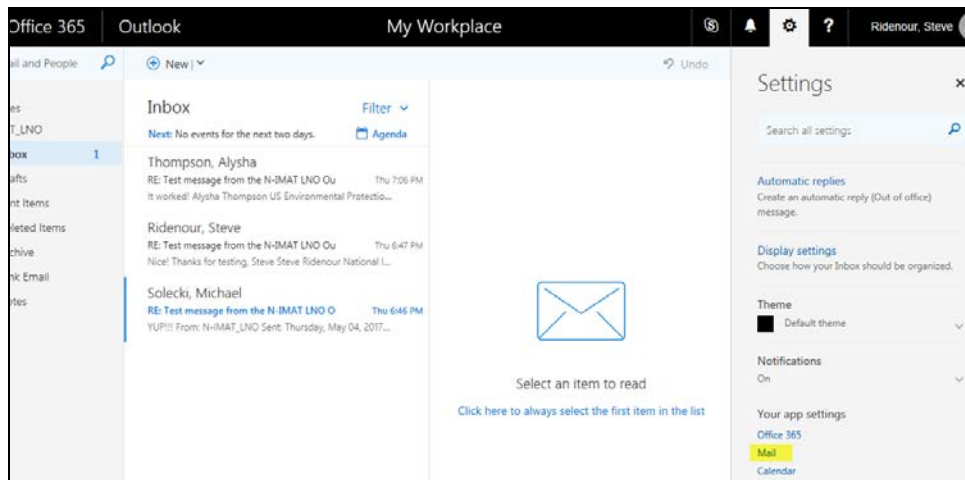 Office 365 Outlook My Workplace ? Ridenour, Steve
ail and People New Undo
es
T_LNO
box 1
afts
nt Items
leted Items
chive
nk Email
otes
Inbox Filter
Next: No events for the next two days. Agenda
Thompson, Alysha
RE: Test message from the N-IMAT LNO Ou Thu 7:06 PM
It worked! Alysha Thompson US Environmental Protectio...
Ridenour, Steve
RE: Test message from the N-IMAT LNO Ou Thu 6:47 PM
Nice! Thanks for testing, Steve Steve Ridenour National I...
Solecki, Michael
RE: Test message from the N-IMAT LNO O Thu 6:46 PM
YUP!!! From: N-IMAT_LNO Sent: Thursday, May 04, 2017...
Select an item to read
Click here to always select the first item in the list
Settings x
Search all settings
Automatic replies
Create an automatic reply (Out of office)
message.
Display settings
Choose how your Inbox should be organized.
Theme
Default theme
Notifications
On
Your app settings
Office 365
Mail
Calendar